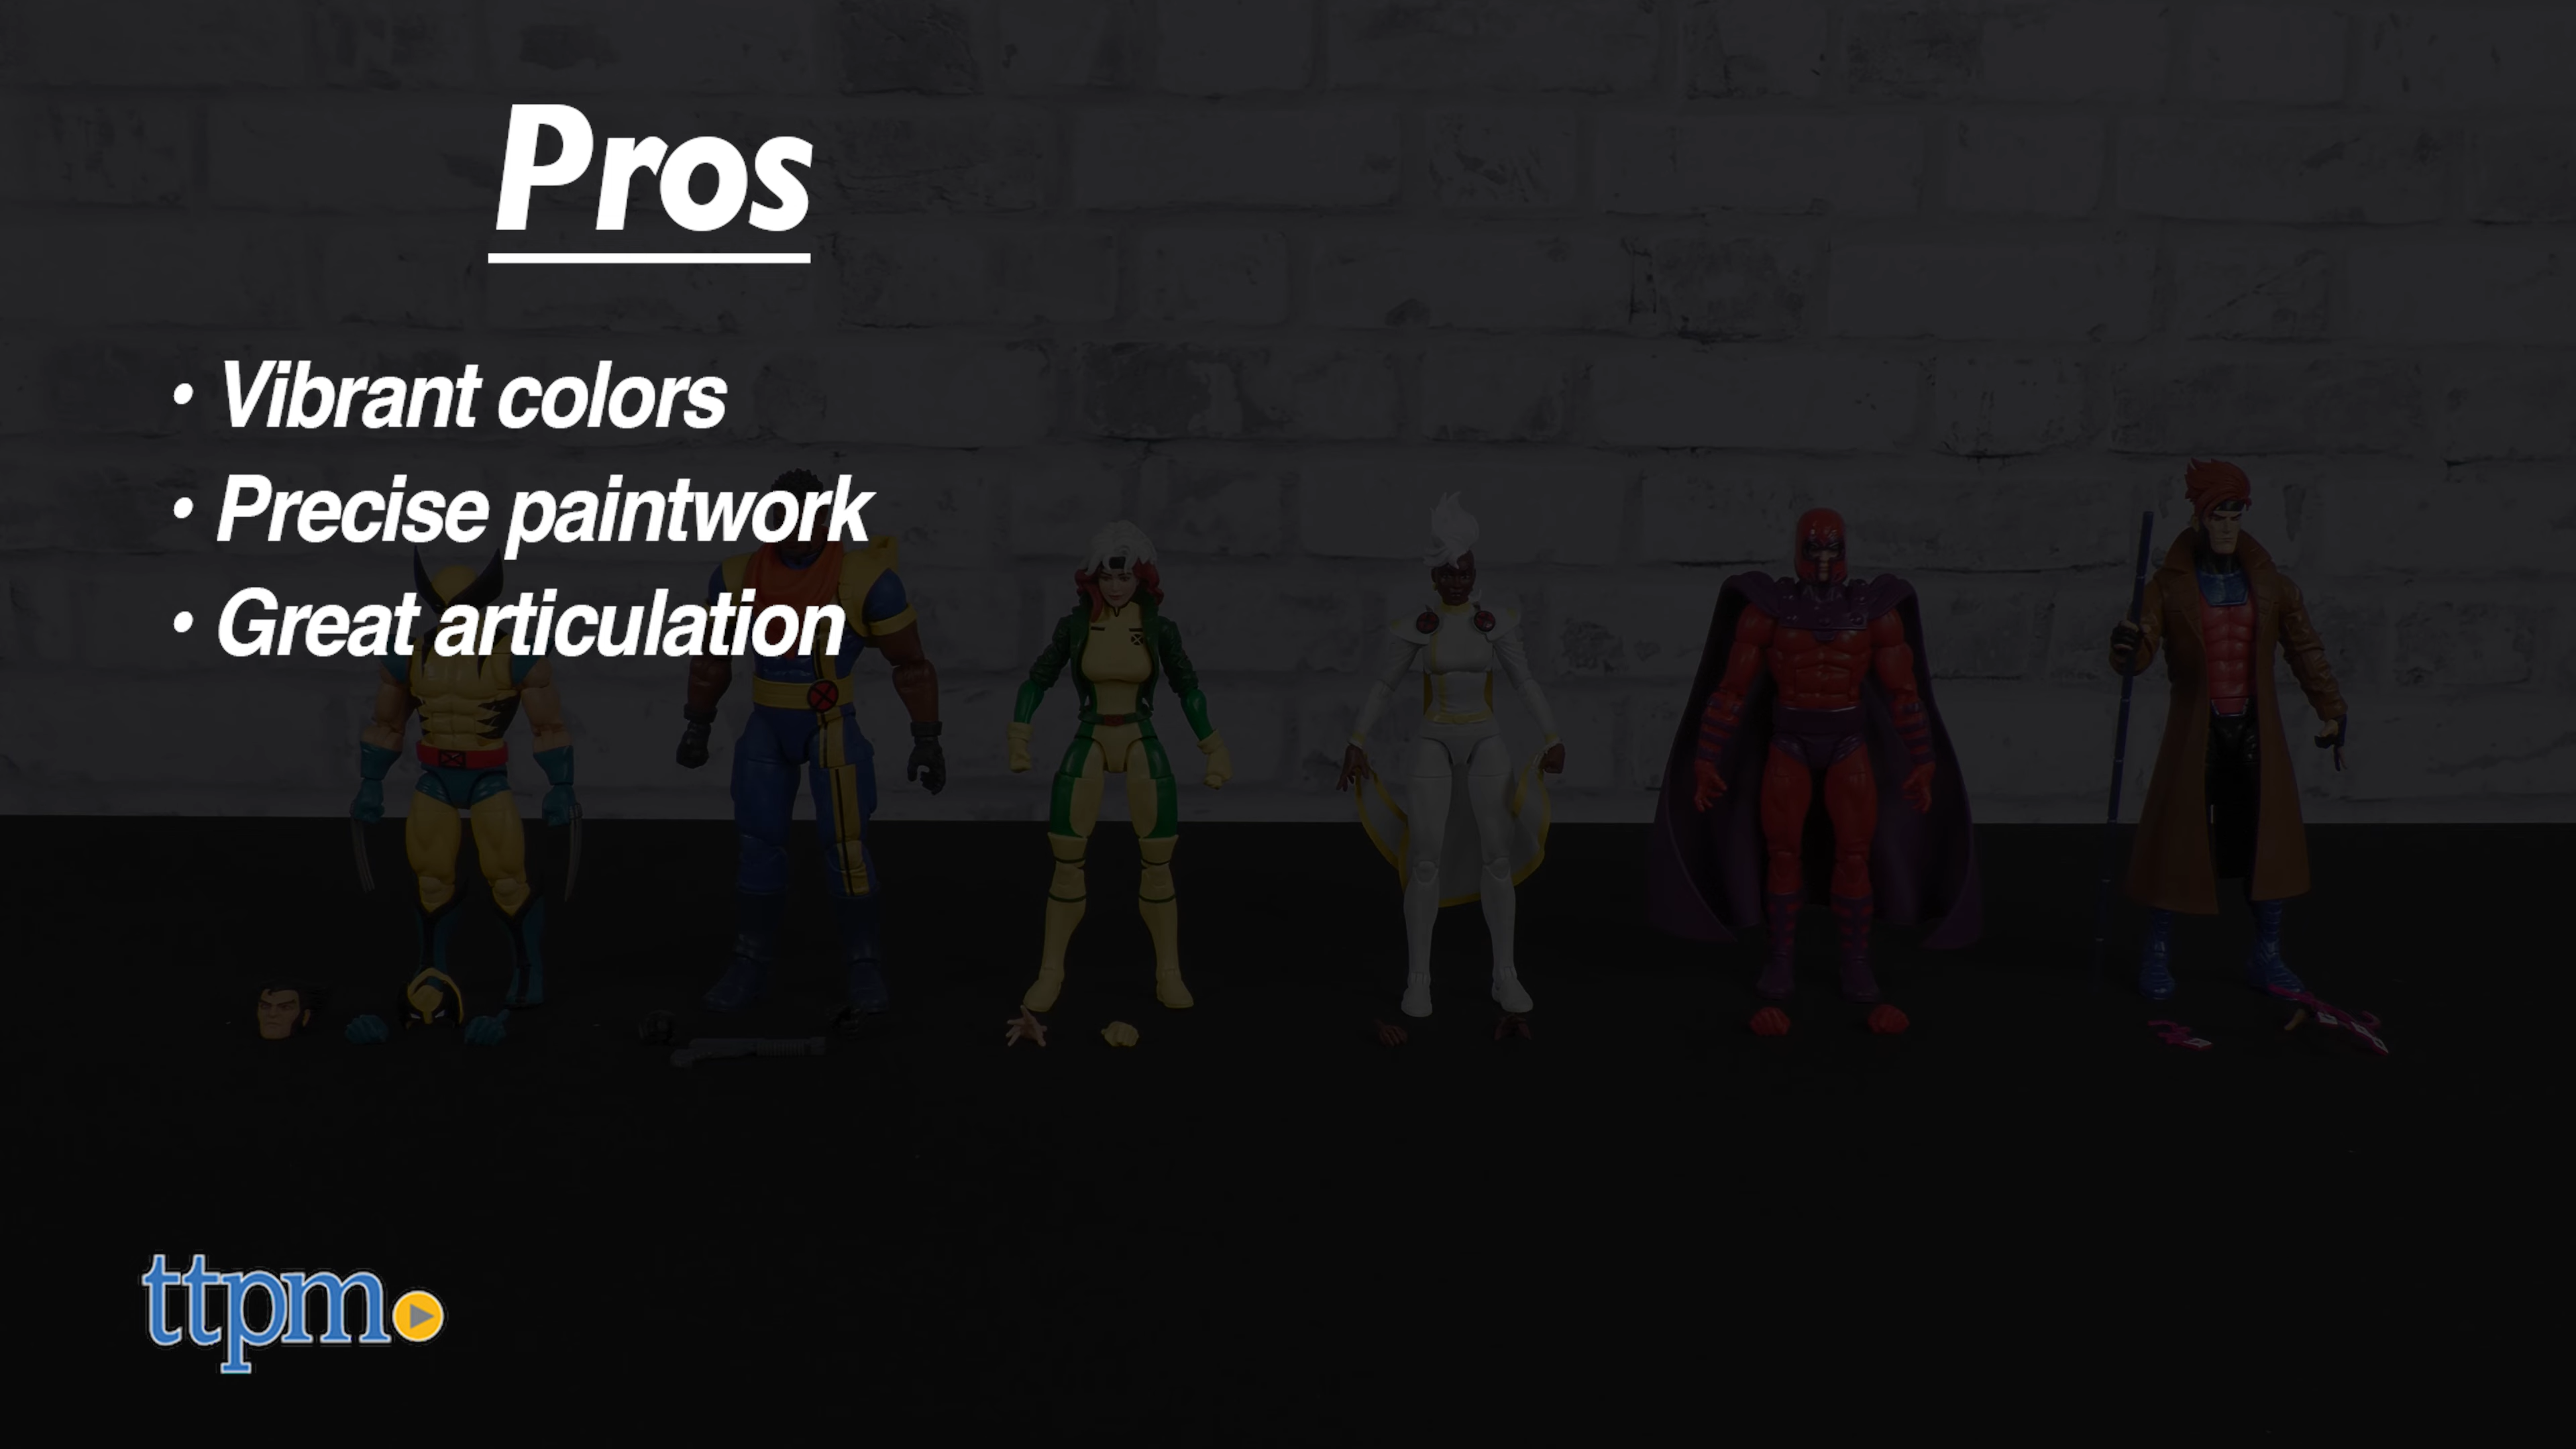 Pros
• Vibrant colors
• Precise paintwork
• Great articulation
ttpm